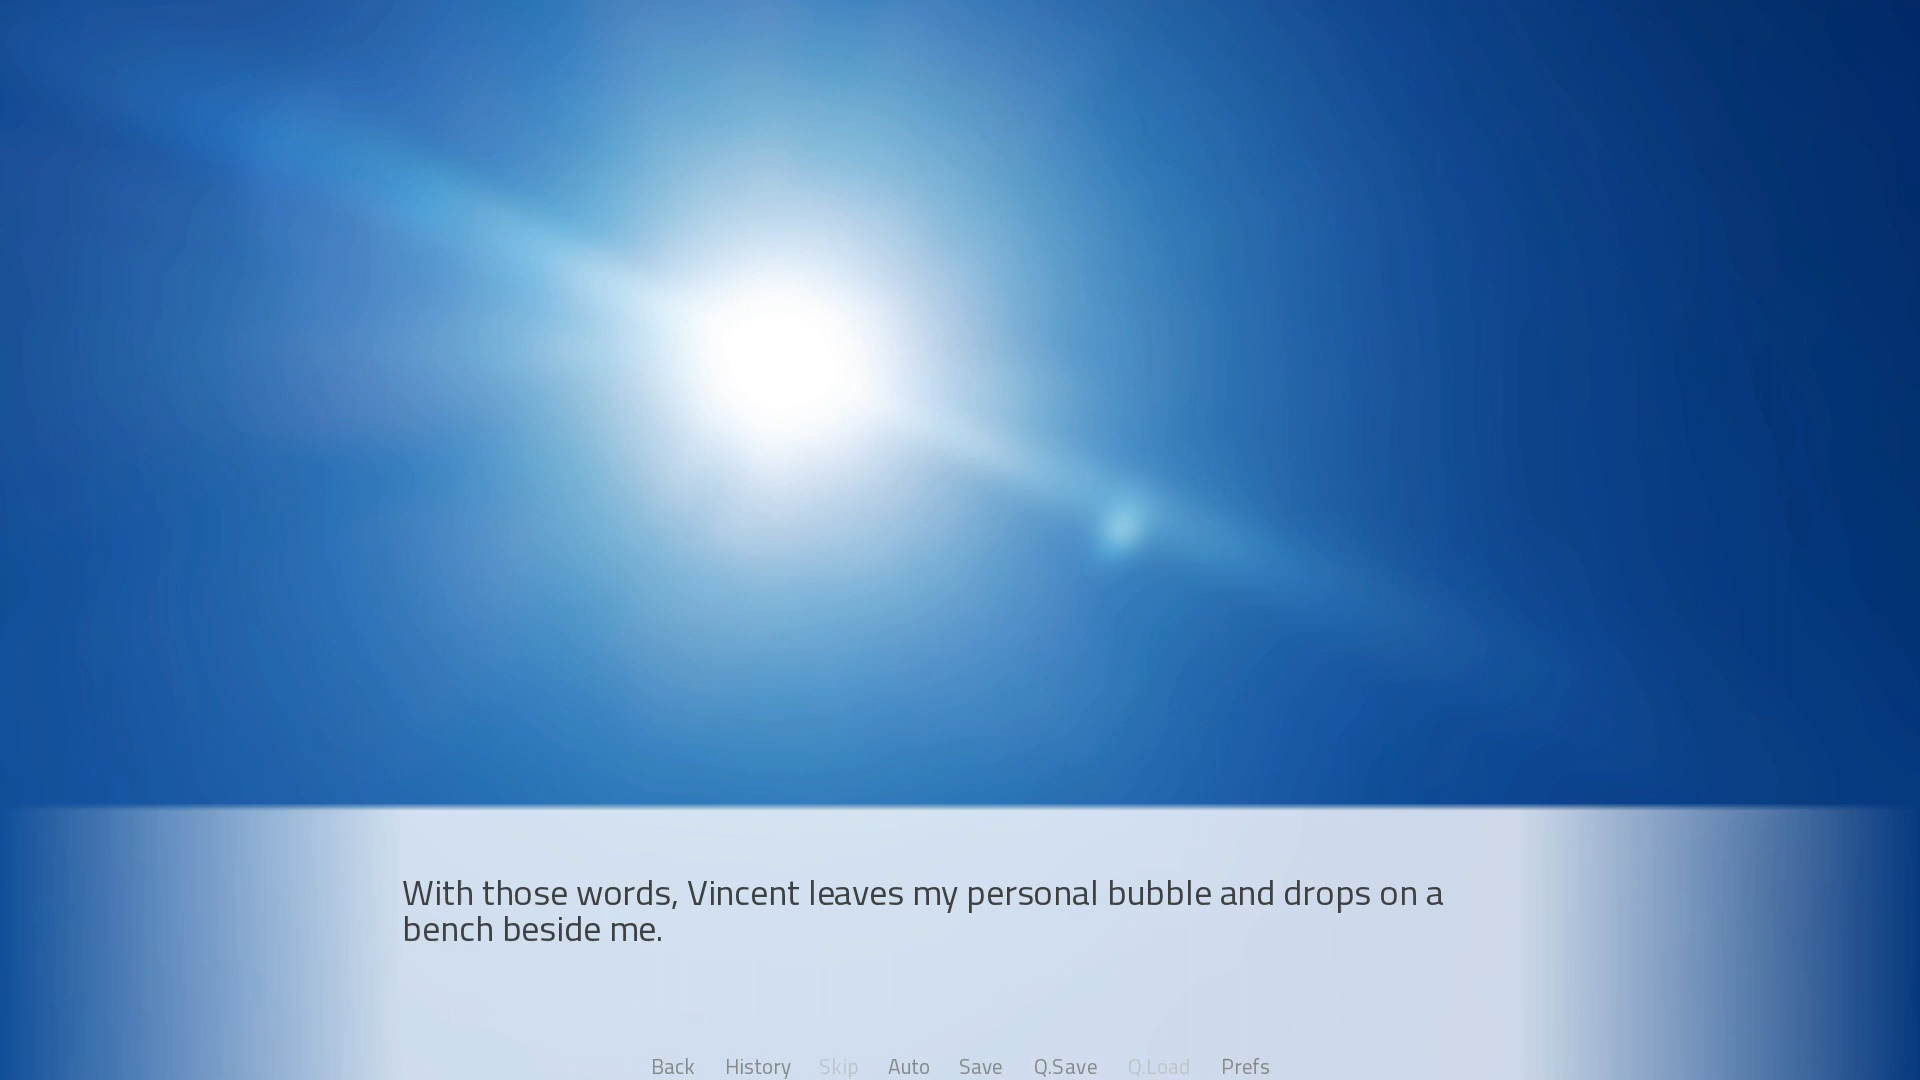 With those words, Vincent leaves my personal bubble and drops on a
bench beside me.
Back History Skip Auto Save Q.Save Q.Load Prefs